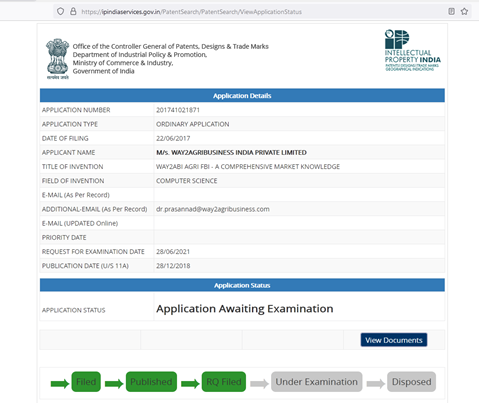 https://ipindiaservices.gov.in/PatentSearch/PatentSearch/ViewApplicationStatus
Office of the Controller General of Patents, Designs & Trade Marks
Department of Industrial Policy & Promotion,
Ministry of Commerce & Industry,
Government of India
INTELLECTUAL
PROPERTY INDIA
PATENTS | DESIGNS | TRADE MARKS
GEOGRAPHICAL INDICATIONS
Application Details
APPLICATION NUMBER 201741021871
APPLICATION TYPE ORDINARY APPLICATION
DATE OF FILING 22/06/2017
APPLICANT NAME M/s. WAY2AGRIBUSINESS INDIA PRIVATE LIMITED
TITLE OF INVENTION WAY2ABI AGRI FBI - A COMPREHENSIVE MARKET KNOWLEDGE
FIELD OF INVENTION COMPUTER SCIENCE
E-MAIL (As Per Record)
ADDITIONAL-EMAIL (As Per Record) dr.prasannad@way2agribusiness.com
E-MAIL (UPDATED Online)
PRIORITY DATE
REQUEST FOR EXAMINATION DATE 28/06/2021
PUBLICATION DATE (U/S 11A) 28/12/2018
Application Status
APPLICATION STATUS Application Awaiting Examination
View Documents
Filed Published RQ Filed Under Examination Disposed